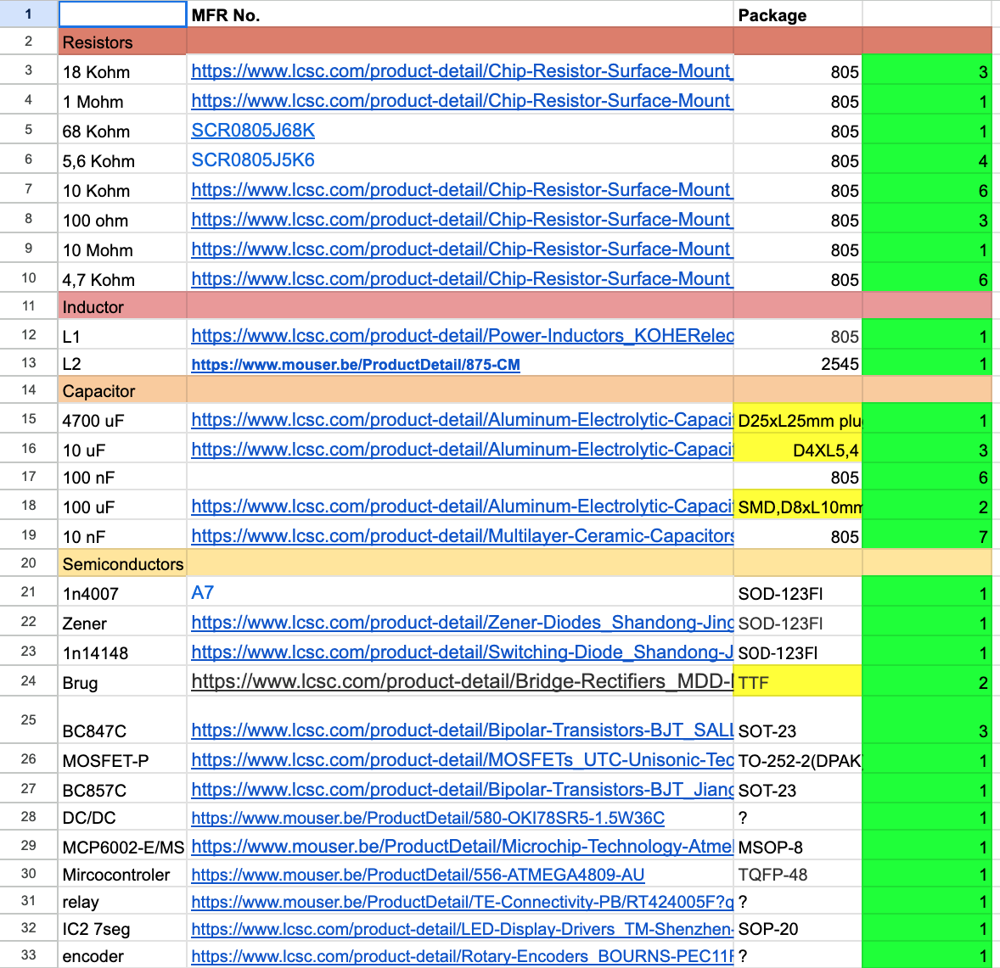 1 MFR No. Package
2 Resistors
3 18 Kohm https://www.lcsc.com/product-detail/Chip-Resistor-Surface-Mount_ 805 3
4 1 Mohm https://www.lcsc.com/product-detail/Chip-Resistor-Surface-Mount_ 805 1
5 68 Kohm SCR0805J68K 805 1
6 5,6 Kohm SCR0805J5K6 805 4
7 10 Kohm https://www.lcsc.com/product-detail/Chip-Resistor-Surface-Mount_ 805 6
8 100 ohm https://www.lcsc.com/product-detail/Chip-Resistor-Surface-Mount_ 805 3
9 10 Mohm https://www.lcsc.com/product-detail/Chip-Resistor-Surface-Mount_ 805 1
10 4,7 Kohm https://www.lcsc.com/product-detail/Chip-Resistor-Surface-Mount_ 805 6
11 Inductor
12 L1 https://www.lcsc.com/product-detail/Power-Inductors_KOHERelec 805 1
13 L2 https://www.mouser.be/ProductDetail/875-CM 2545 1
14 Capacitor
15 4700 uF https://www.lcsc.com/product-detail/Aluminum-Electrolytic-Capacit D25xL25mm plug 1
16 10 uF https://www.lcsc.com/product-detail/Aluminum-Electrolytic-Capacit D4XL5,4 3
17 100 nF 805 6
18 100 uF https://www.lcsc.com/product-detail/Aluminum-Electrolytic-Capacit SMD,D8xL10mm 2
19 10 nF https://www.lcsc.com/product-detail/Multilayer-Ceramic-Capacitors 805 7
20 Semiconductors
21 1n4007 A7 SOD-123Fl 1
22 Zener https://www.lcsc.com/product-detail/Zener-Diodes_Shandong-Jing SOD-123Fl 1
23 1n14148 https://www.lcsc.com/product-detail/Switching-Diode_Shandong-J SOD-123Fl 1
24 Brug https://www.lcsc.com/product-detail/Bridge-Rectifiers_MDD- TTF 2
25 BC847C https://www.lcsc.com/product-detail/Bipolar-Transistors-BJT_SALL SOT-23 3
26 MOSFET-P https://www.lcsc.com/product-detail/MOSFETs_UTC-Unisonic-Tec TO-252-2(DPAK) 1
27 BC857C https://www.lcsc.com/product-detail/Bipolar-Transistors-BJT_Jiang SOT-23 1
28 DC/DC https://www.mouser.be/ProductDetail/580-OKI78SR5-1.5W36C ? 1
29 MCP6002-E/MS https://www.mouser.be/ProductDetail/Microchip-Technology-Atmel MSOP-8 1
30 Mircocontroler https://www.mouser.be/ProductDetail/556-ATMEGA4809-AU TQFP-48 1
31 relay https://www.mouser.be/ProductDetail/TE-Connectivity-PB/RT424005F?q ? 1
32 IC2 7seg https://www.lcsc.com/product-detail/LED-Display-Drivers_TM-Shenzhen- SOP-20 1
33 encoder https://www.lcsc.com/product-detail/Rotary-Encoders_BOURNS-PEC11 ? 1